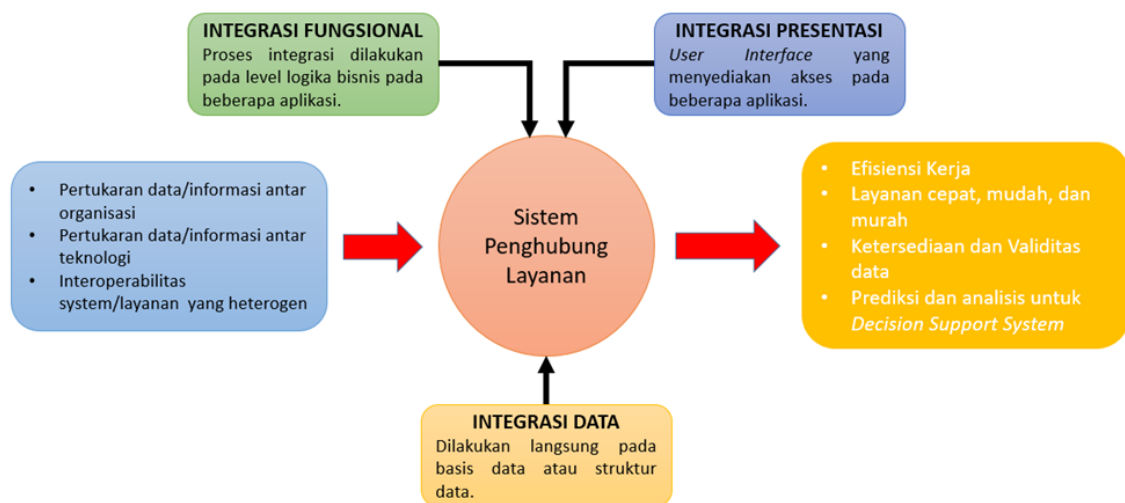 INTEGRASI FUNGSIONAL
Proses integrasi dilakukan
pada level logika bisnis pada
beberapa aplikasi.
INTEGRASI PRESENTASI
User Interface yang
menyediakan akses pada
beberapa aplikasi.
• Pertukaran data/informasi antar
organisasi
• Pertukaran data/informasi antar
teknologi
• Interoperabilitas
system/layanan yang heterogen
Sistem
Penghubung
Layanan
• Efisiensi Kerja
• Layanan cepat, mudah, dan
murah
• Ketersediaan dan Validitas
data
• Prediksi dan analisis untuk
Decision Support System
INTEGRASI DATA
Dilakukan langsung pada
basis data atau struktur
data.